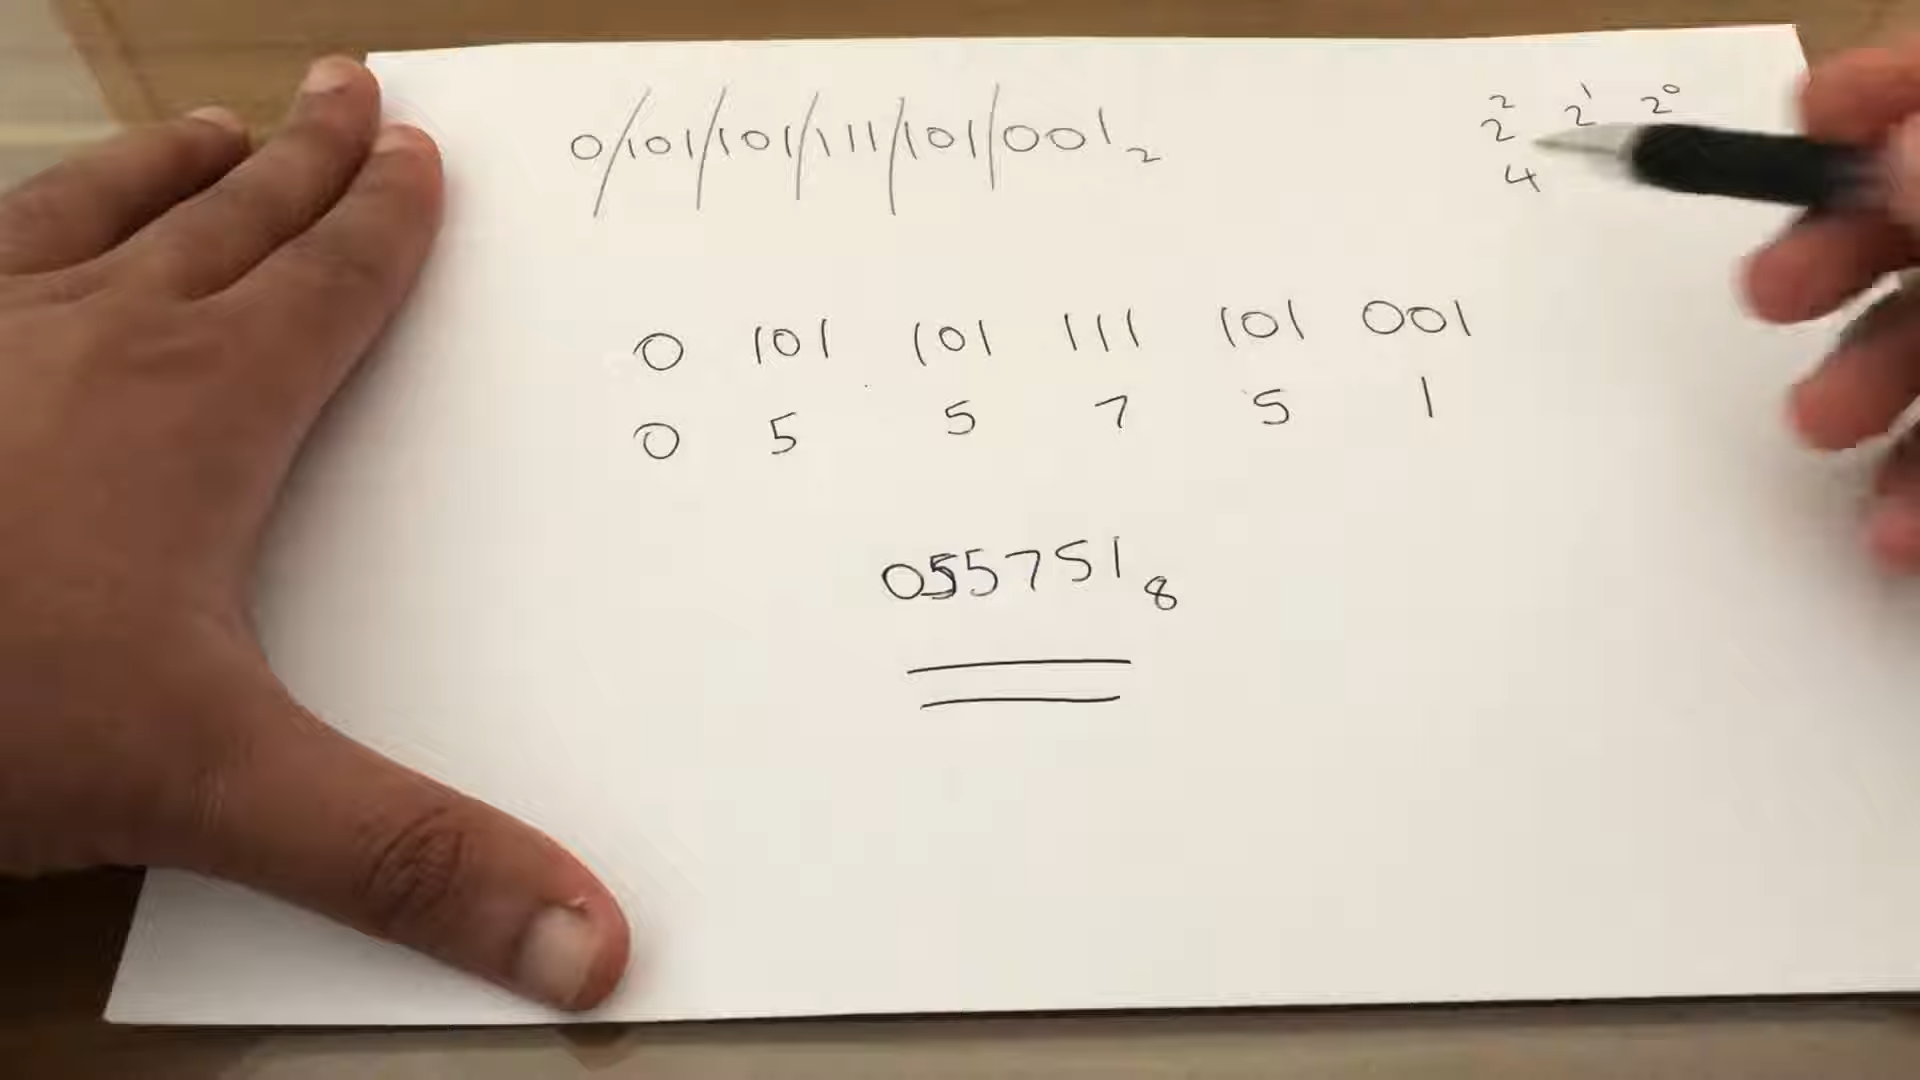 0/101/101/111/101/001₂
2² 2¹ 2⁰
4
0 101 101 111 101 001
0 5 5 7 5 1
055751₈